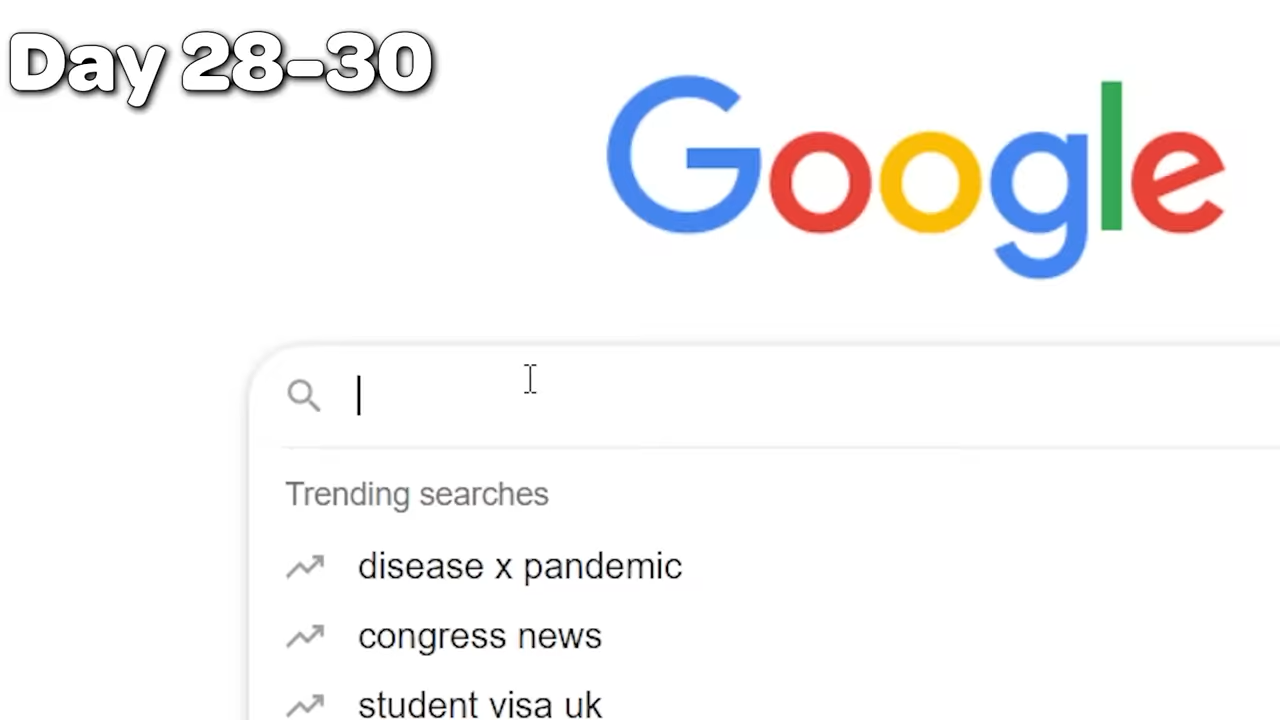 Day 28-30
Google
Trending searches
disease x pandemic
congress news
student visa uk